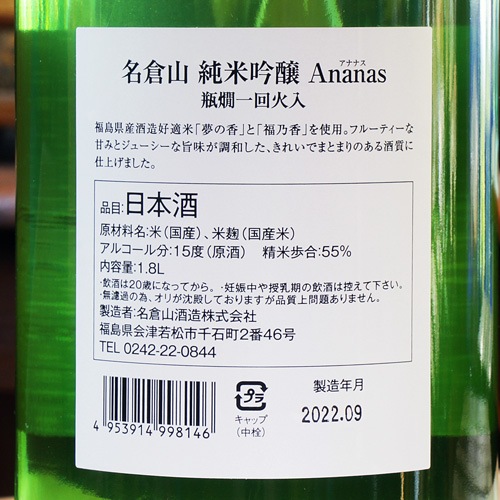 アナナス
名倉山 純米吟醸 Ananas
瓶燗一回火入
福島県産酒造好適米「夢の香」と「福乃香」を使用。フルーティーな
甘みとジューシーな旨味が調和した、きれいでまとまりのある酒質に
仕上げました。
品目:日本酒
原材料名:米(国産)、米麹(国産米)
アルコール分:15度(原酒) 精米歩合:55%
内容量:1.8L
・飲酒は20歳になってから。・妊娠中や授乳期の飲酒は控えて下さい。
・無濾過の為、オリが沈殿しておりますが品質上問題ありません。
製造者:名倉山酒造株式会社
福島県会津若松市千石町2番46号
TEL 0242-22-0844
4 953914 998146
プラ
キャップ
(中栓)
製造年月
2022.09